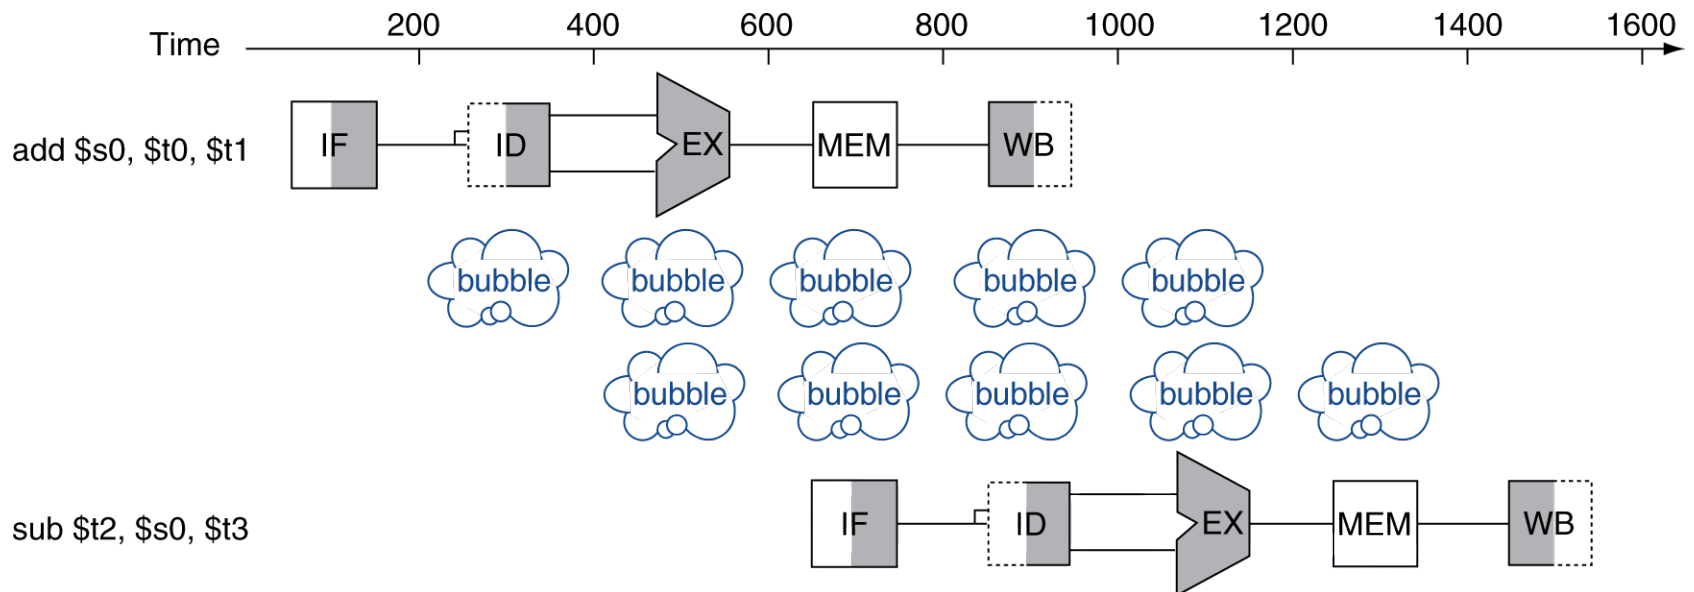 200 400 600 800 1000 1200 1400 1600
Time
add $s0, $t0, $t1 IF ID EX MEM WB
bubble bubble bubble bubble bubble
bubble bubble bubble bubble bubble
sub $t2, $s0, $t3 IF ID EX MEM WB